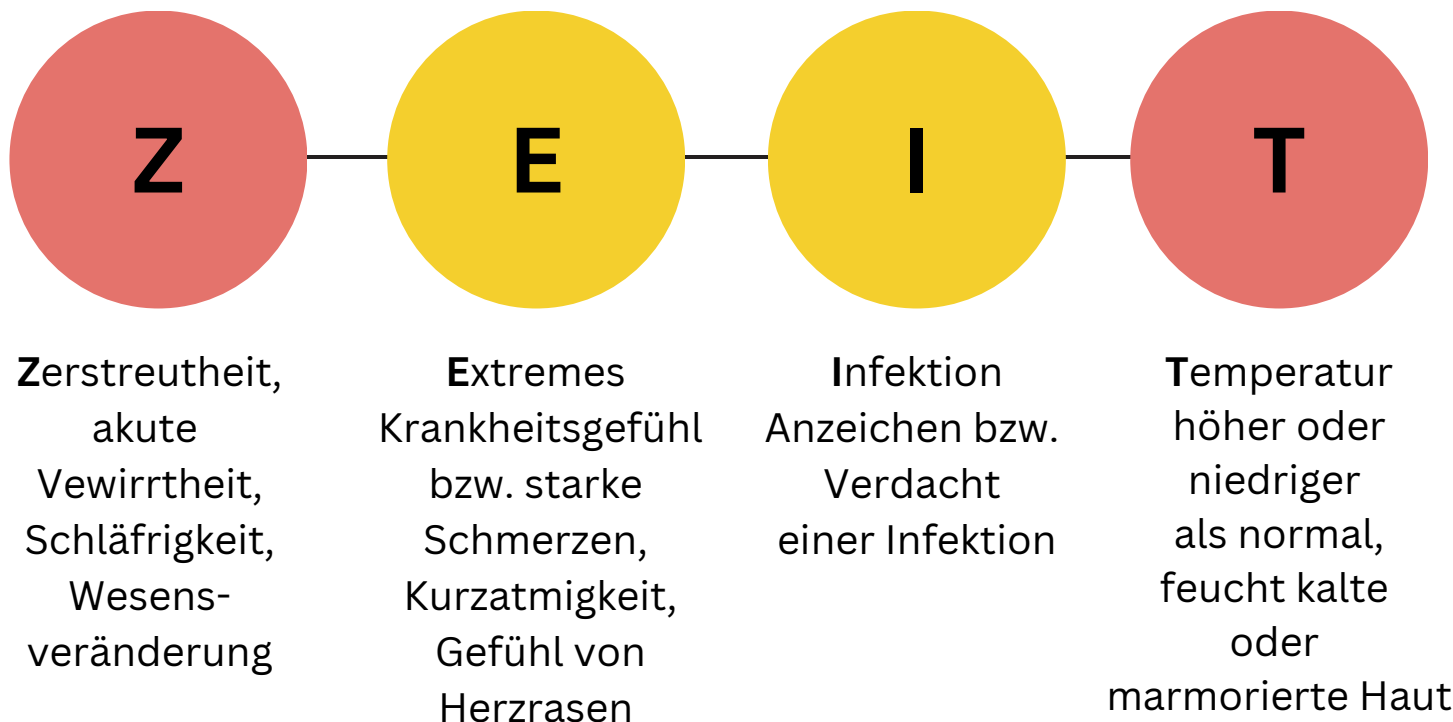 Z
E
I
T
Zerstreutheit,
akute
Vewirrtheit,
Schläfrigkeit,
Wesens-
veränderung
Extremes
Krankheitsgefühl
bzw. starke
Schmerzen,
Kurzatmigkeit,
Gefühl von
Herzrasen
Infektion
Anzeichen bzw.
Verdacht
einer Infektion
Temperatur
höher oder
niedriger
als normal,
feucht kalte
oder
marmorierte Haut